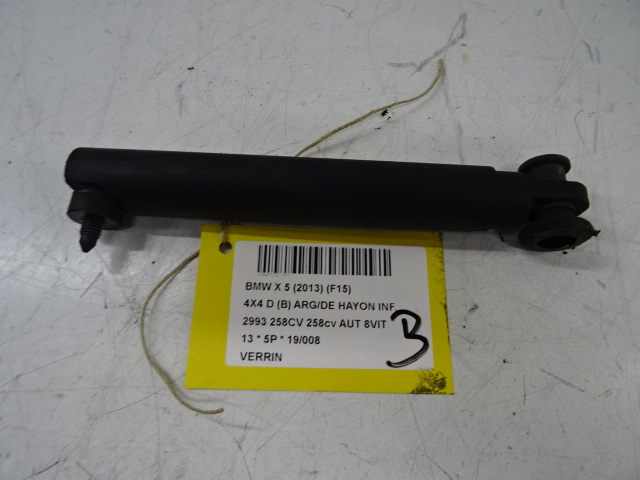 BMW X 5 (2013) (F15)
4X4 D (B) ARG/DE HAYON INF
2993 258CV 258cv AUT 8VIT
13 * 5P * 19/008
VERRIN
B